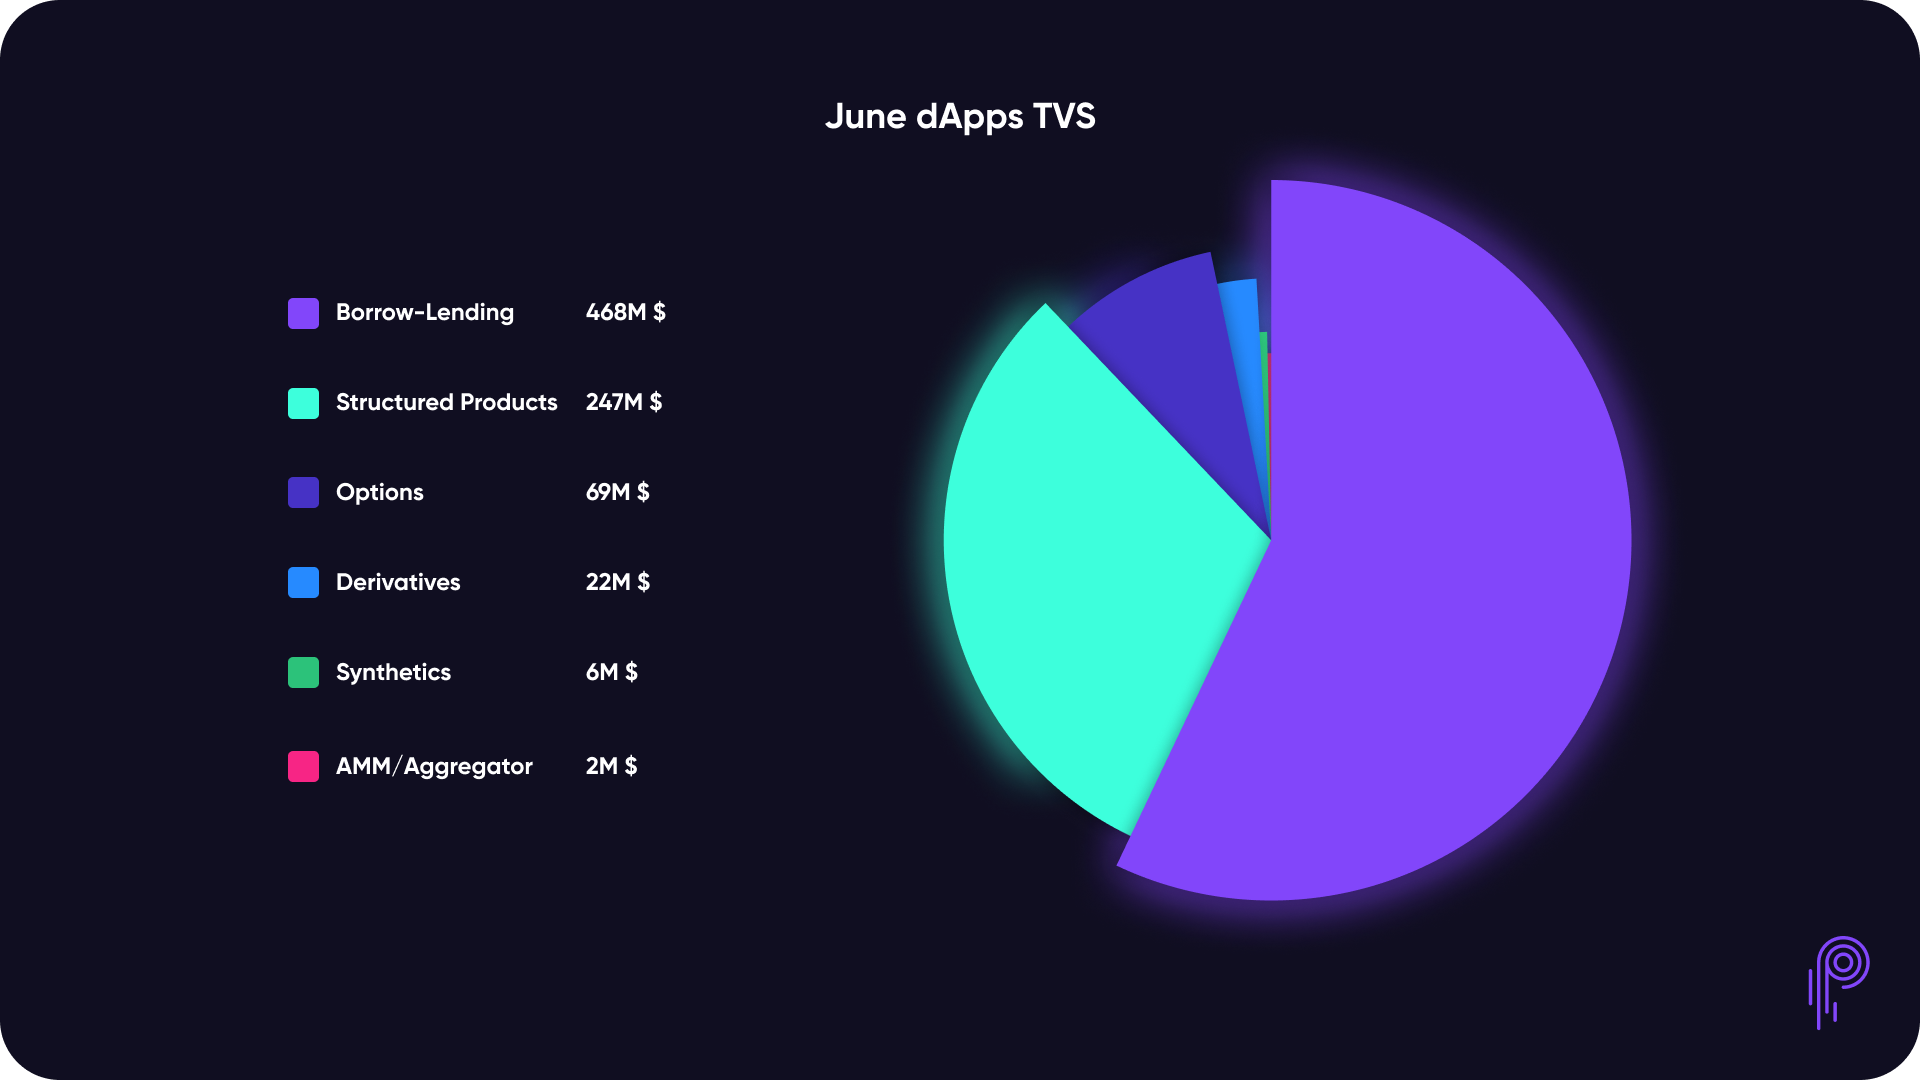 June dApps TVS
Borrow-Lending 468M $
Structured Products 247M $
Options 69M $
Derivatives 22M $
Synthetics 6M $
AMM/Aggregator 2M $